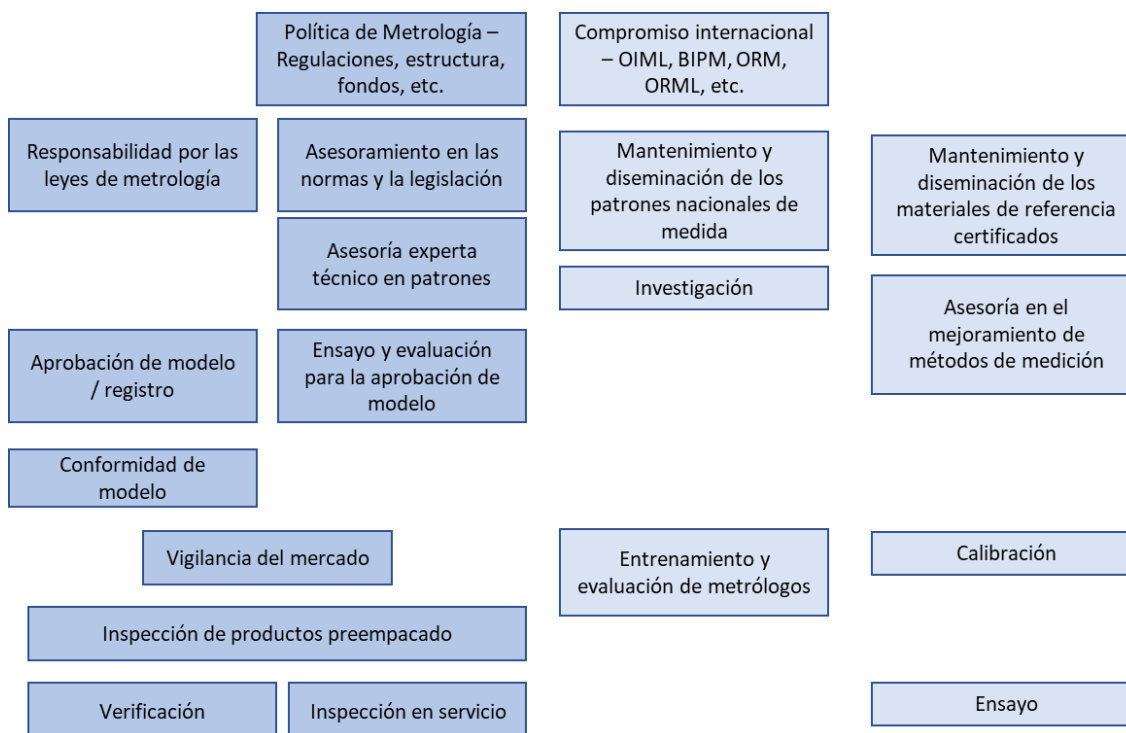 Política de Metrología –
Regulaciones, estructura,
fondos, etc.
Compromiso internacional
– OIML, BIPM, ORM,
ORML, etc.
Responsabilidad por las
leyes de metrología
Asesoramiento en las
normas y la legislación
Mantenimiento y
diseminación de los
patrones nacionales de
medida
Mantenimiento y
diseminación de los
materiales de referencia
certificados
Asesoría experta
técnico en patrones
Investigación
Asesoría en el
mejoramiento de
métodos de medición
Aprobación de modelo
/ registro
Ensayo y evaluación
para la aprobación de
modelo
Conformidad de
modelo
Vigilancia del mercado
Entrenamiento y
evaluación de metrólogos
Calibración
Inspección de productos preempacado
Verificación
Inspección en servicio
Ensayo